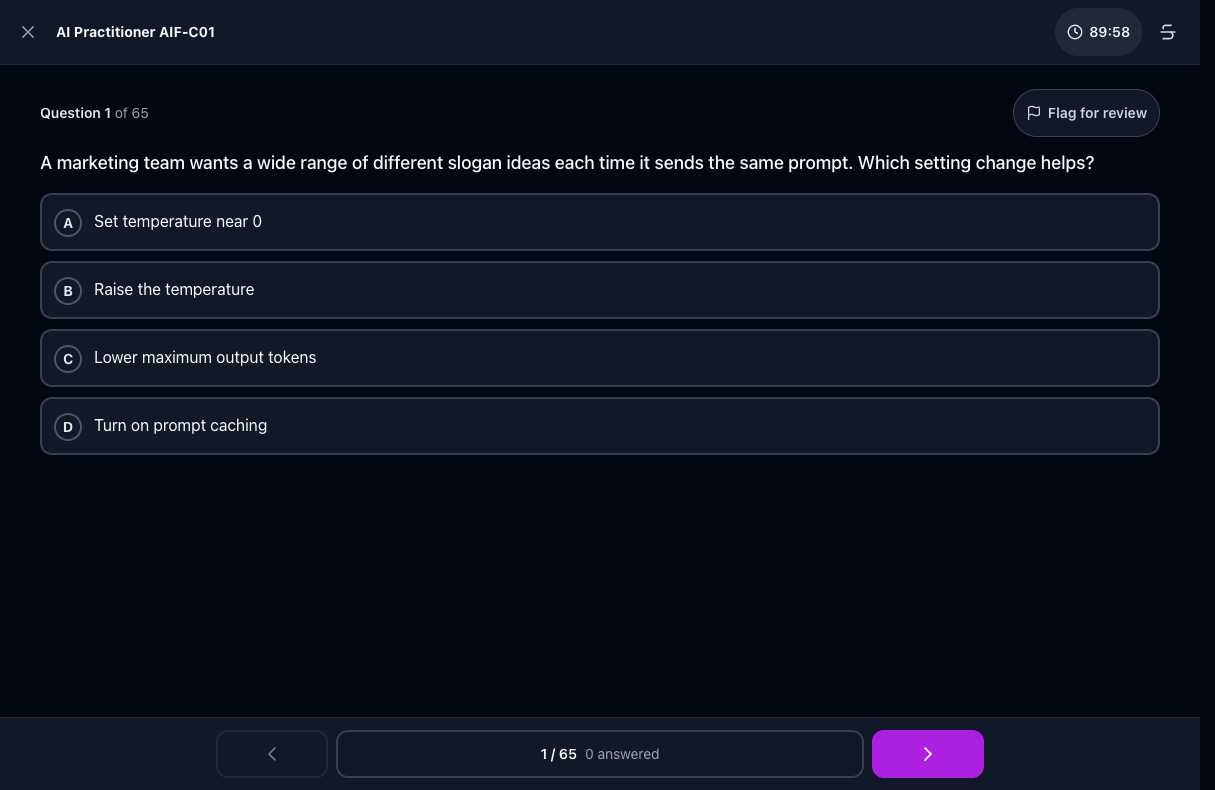 AI Practitioner AIF-C01
89:58
Question 1 of 65
Flag for review
A marketing team wants a wide range of different slogan ideas each time it sends the same prompt. Which setting change helps?
A Set temperature near 0
B Raise the temperature
C Lower maximum output tokens
D Turn on prompt caching
1 / 65 0 answered